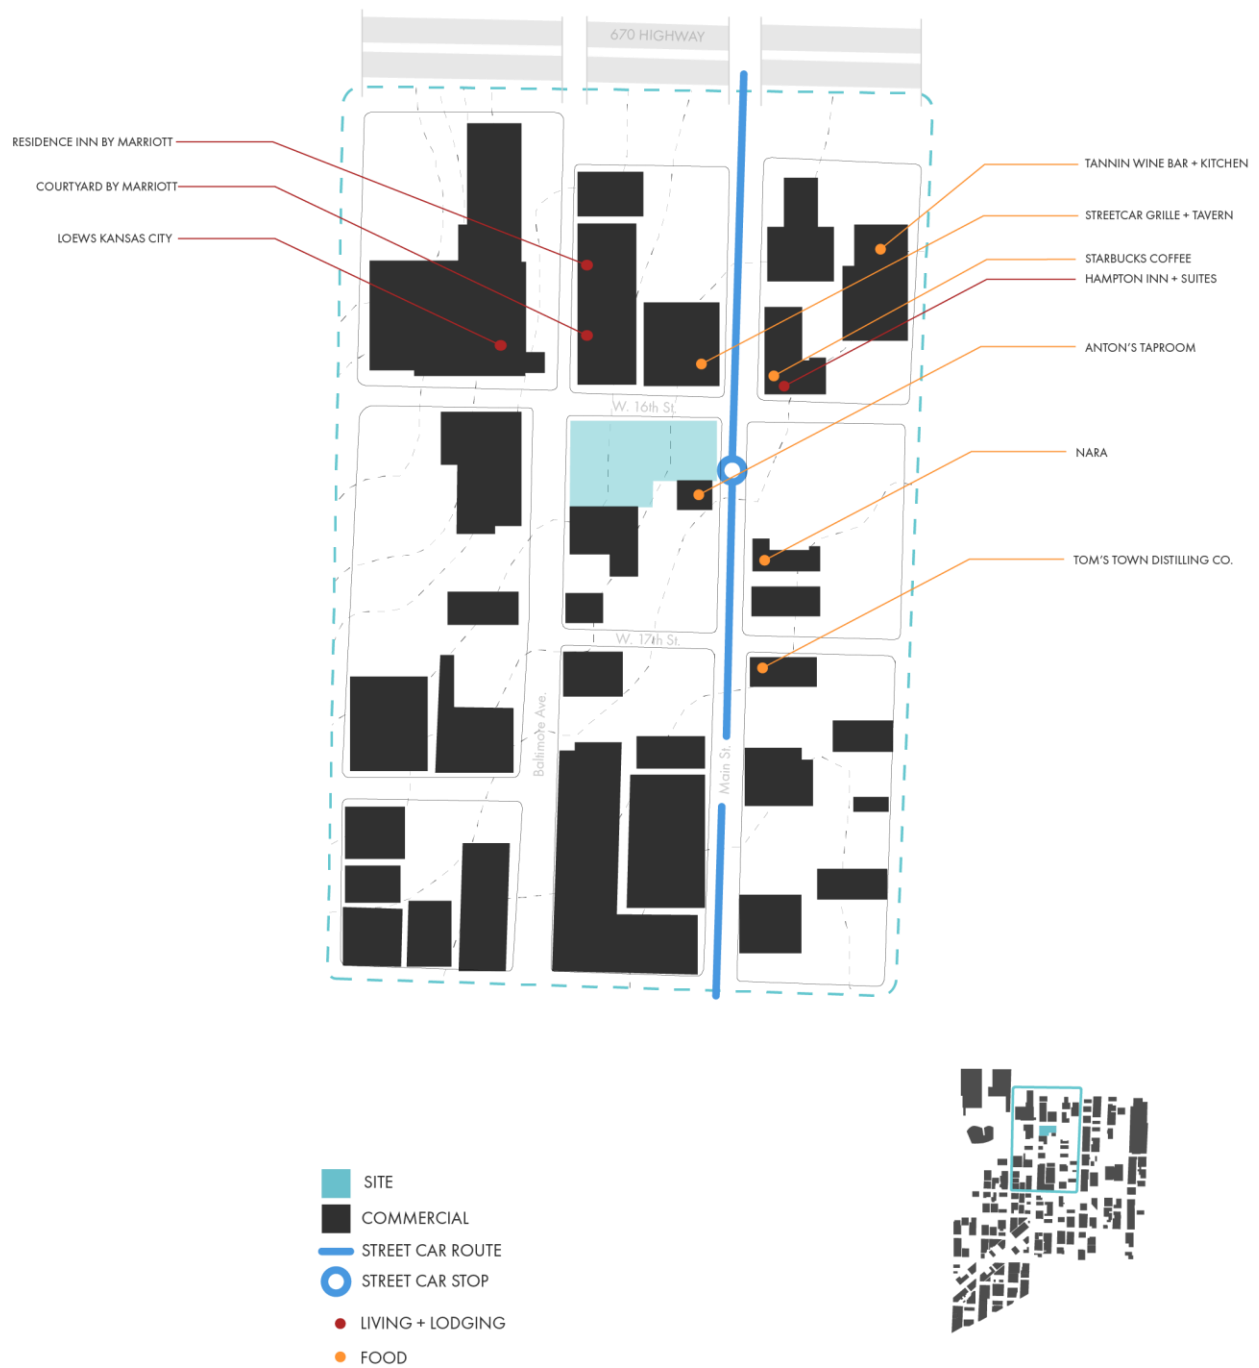 670 HIGHWAY
RESIDENCE INN BY MARRIOTT
COURTYARD BY MARRIOTT
LOEWS KANSAS CITY
TANNIN WINE BAR + KITCHEN
STREETCAR GRILLE + TAVERN
STARBUCKS COFFEE
HAMPTON INN + SUITES
ANTON'S TAPROOM
W. 16th St.
NARA
TOM'S TOWN DISTILLING CO.
W. 17th St.
Baltimore Ave.
Main St.
SITE
COMMERCIAL
STREET CAR ROUTE
STREET CAR STOP
LIVING + LODGING
FOOD